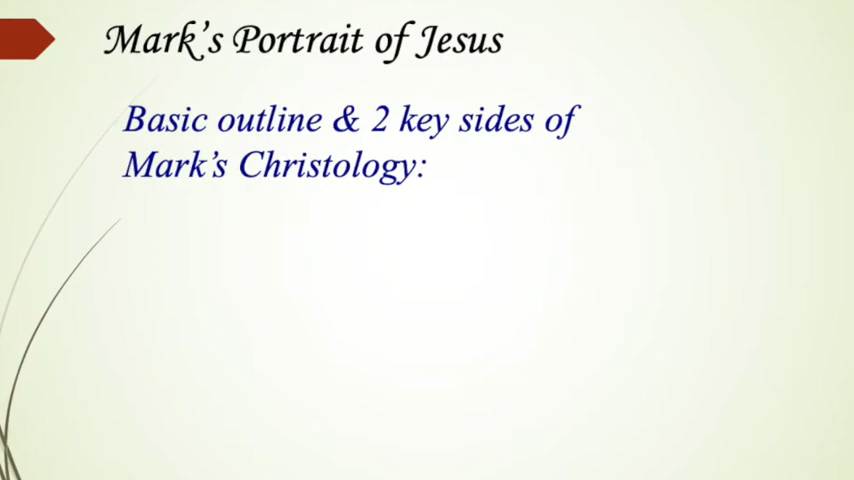 Mark’s Portrait of Jesus
Basic outline & 2 key sides of
Mark’s Christology: